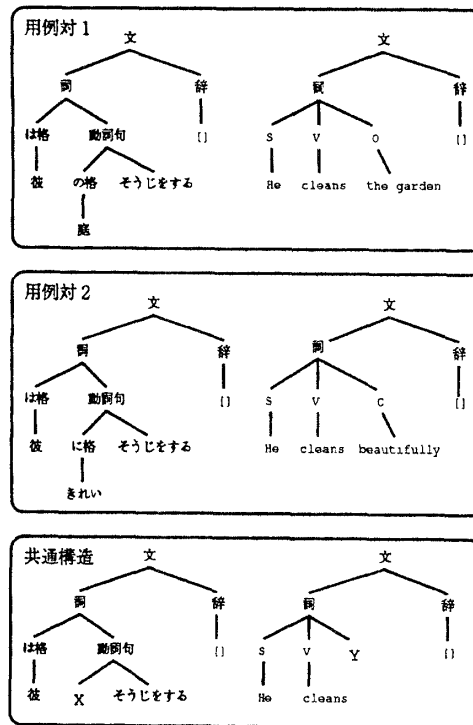 用例対1
文 文
詞 辞 詞 辞
は格 動詞句 [] S V O []
彼 の格 そうじをする He cleans the garden
庭
用例対2
文 文
詞 辞 詞 辞
は格 動詞句 [] S V C []
彼 に格 そうじをする He cleans beautifully
きれい
共通構造
文 文
詞 辞 詞 辞
は格 動詞句 [] S V Y []
彼 X そうじをする He cleans